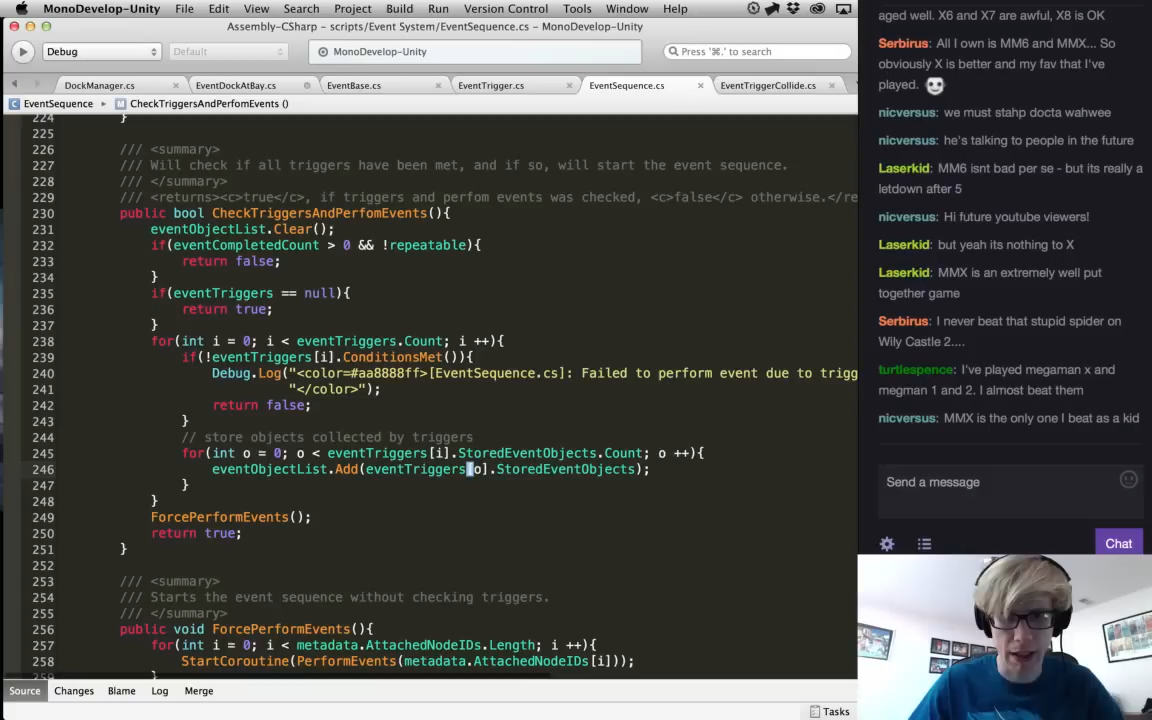 MonoDevelop-Unity File Edit View Search Project Build Run Version Control Tools Window Help
Assembly-CSharp - scripts/Event System/EventSequence.cs - MonoDevelop-Unity
Debug Default MonoDevelop-Unity Press '⌘.' to search
DockManager.cs EventDockAtBay.cs EventBase.cs EventTrigger.cs EventSequence.cs EventTriggerCollide.cs
EventSequence CheckTriggersAndPerfomEvents ()
224 }
225
226 /// <summary>
227 /// Will check if all triggers have been met, and if so, will start the event sequence.
228 /// </summary>
229 /// <returns><c>true</c>, if triggers and perfom events was checked, <c>false</c> otherwise.</re
230 public bool CheckTriggersAndPerfomEvents(){
231 eventObjectList.Clear();
232 if(eventCompletedCount > 0 && !repeatable){
233 return false;
234 }
235 if(eventTriggers == null){
236 return true;
237 }
238 for(int i = 0; i < eventTriggers.Count; i ++){
239 if(!eventTriggers[i].ConditionsMet()){
240 Debug.Log("<color=#aa8888ff>[EventSequence.cs]: Failed to perform event due to trigg
241 "</color>");
242 return false;
243 }
244 // store objects collected by triggers
245 for(int o = 0; o < eventTriggers[i].StoredEventObjects.Count; o ++){
246 eventObjectList.Add(eventTriggers[o].StoredEventObjects);
247 }
248 }
249 ForcePerformEvents();
250 return true;
251 }
252
253 /// <summary>
254 /// Starts the event sequence without checking triggers.
255 /// </summary>
256 public void ForcePerformEvents(){
257 for(int i = 0; i < metadata.AttachedNodeIDs.Length; i ++){
258 StartCoroutine(PerformEvents(metadata.AttachedNodeIDs[i]));
259 }
Source Changes Blame Log Merge
Tasks
aged well. X6 and X7 are awful, X8 is OK
Serbirus: All I own is MM6 and MMX... So
obviously X is better and my fav that I've
played.
nicversus: we must stahp docta wahwee
nicversus: he's talking to people in the future
Laserkid: MM6 isnt bad per se - but its really a
letdown after 5
nicversus: Hi future youtube viewers!
Laserkid: but yeah its nothing to X
Laserkid: MMX is an extremely well put
together game
Serbirus: I never beat that stupid spider on
Wily Castle 2....
turtlespence: I've played megaman x and
megman 1 and 2. I almost beat them
nicversus: MMX is the only one I beat as a kid
Send a message
Chat